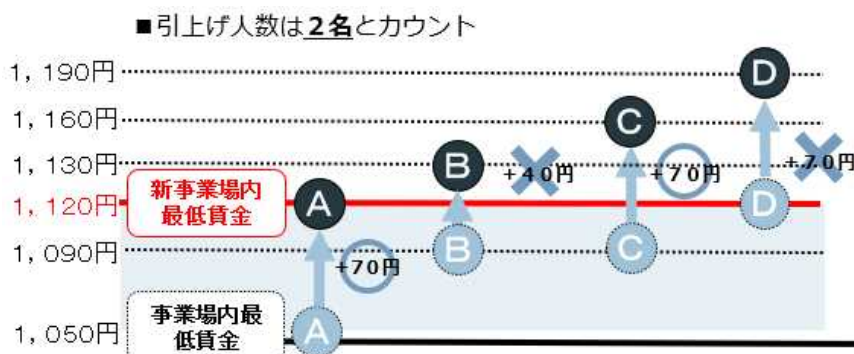 ■引上げ人数は2名とカウント
1,190円
D
1,160円
C
1,130円
B
+40円
+70円
+70円
新事業場内
最低賃金
1,120円
A
D
1,090円
B
C
+70円
事業場内最
低賃金
1,050円
A